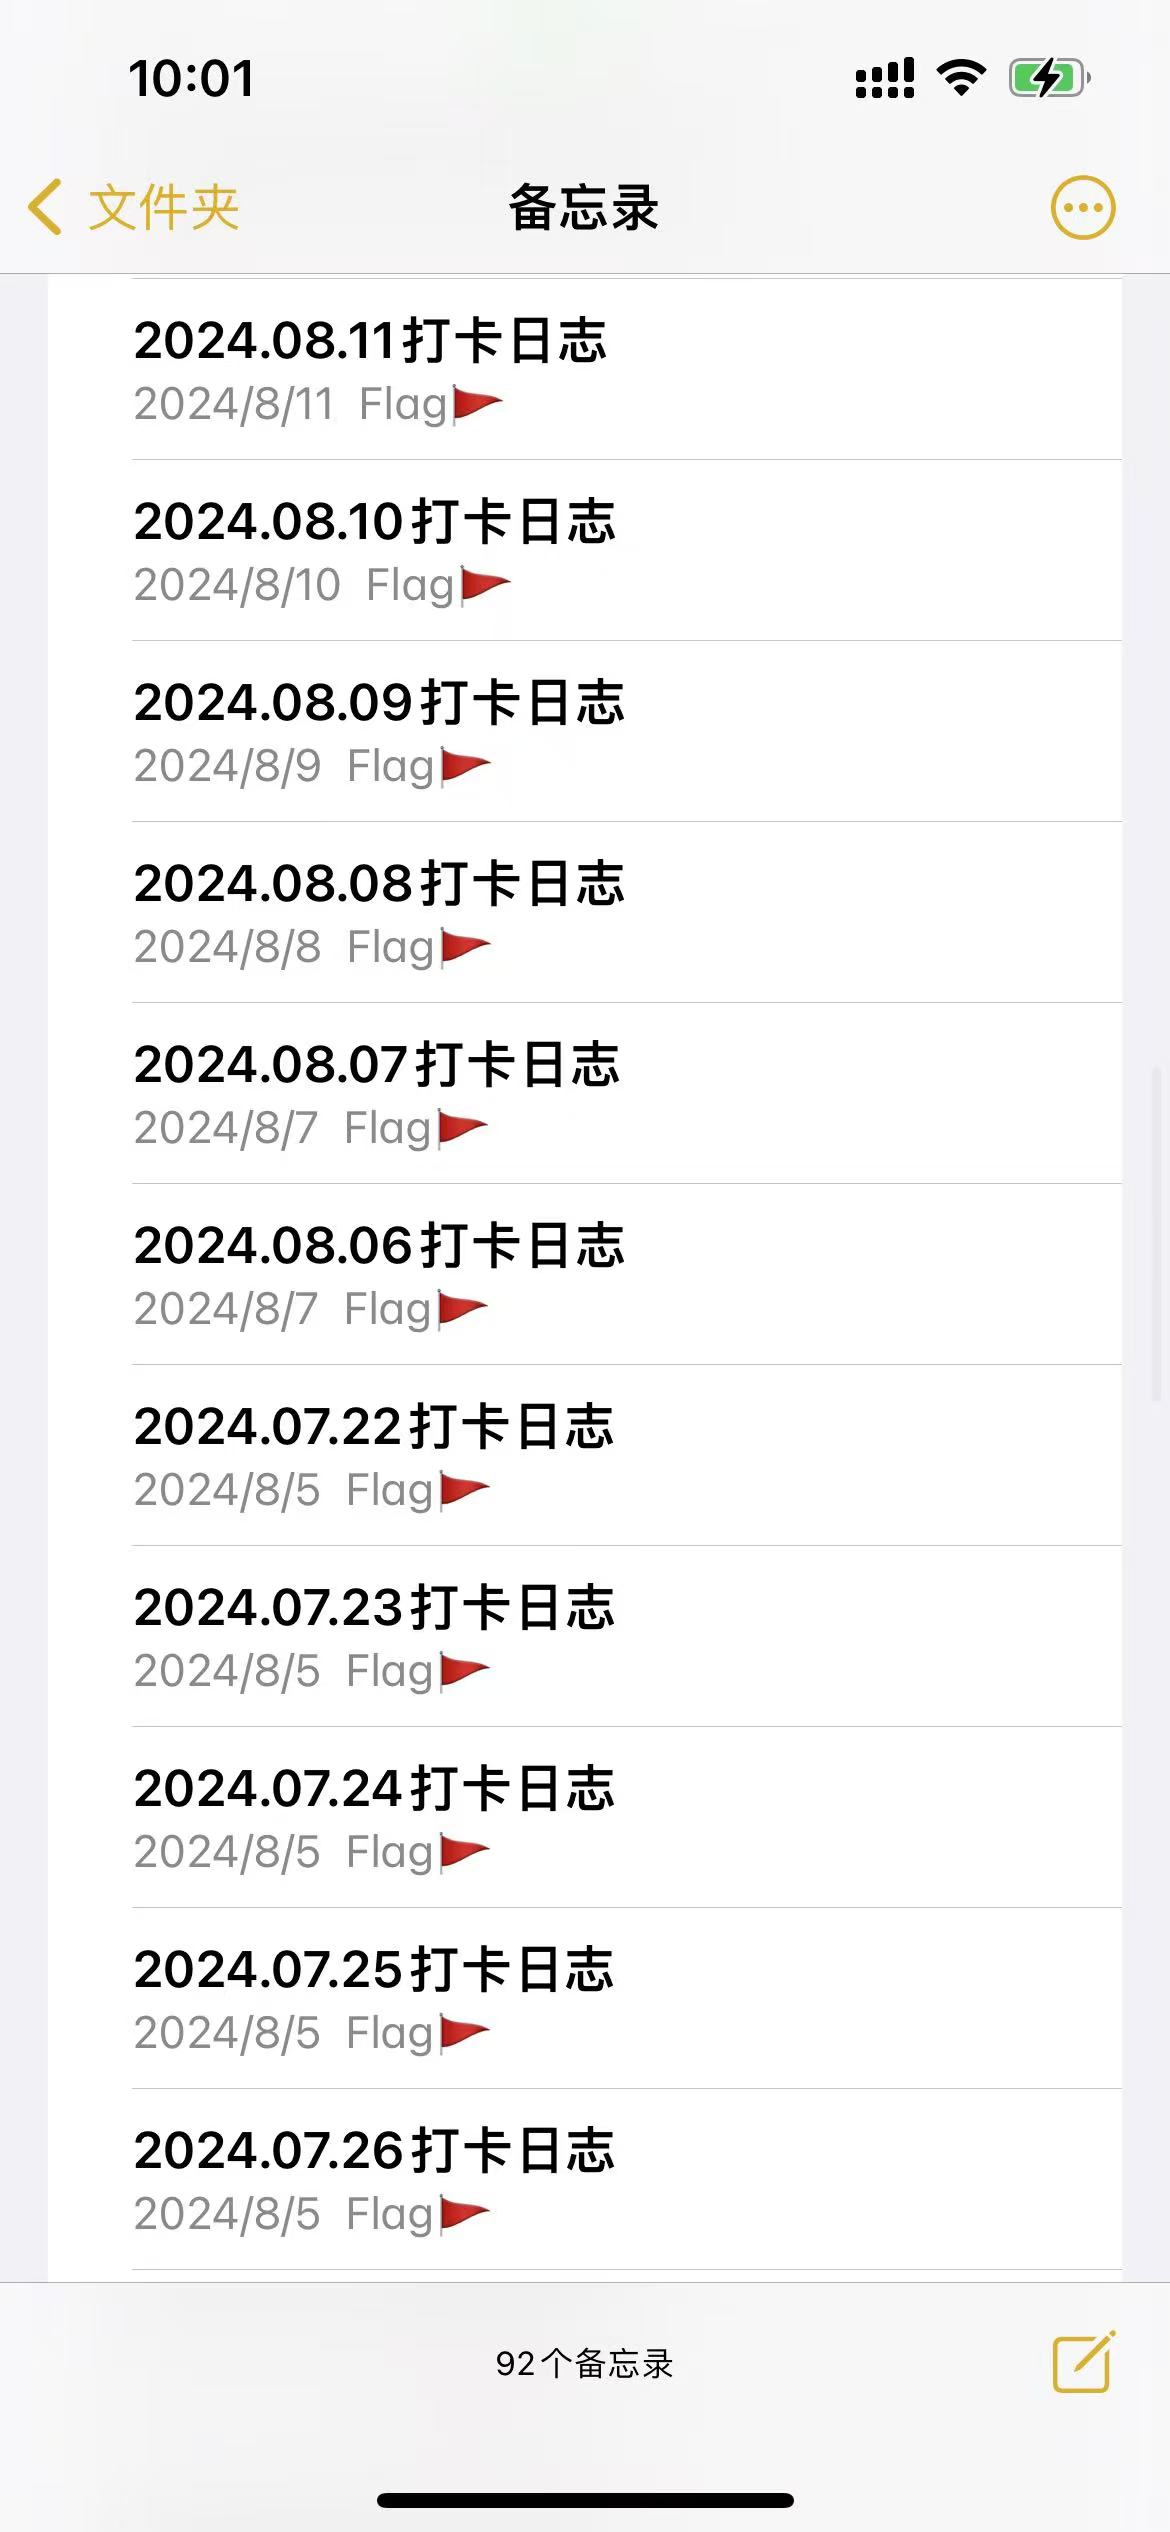 10:01
文件夹
备忘录
2024.08.11打卡日志
2024/8/11 Flag🚩
2024.08.10打卡日志
2024/8/10 Flag🚩
2024.08.09打卡日志
2024/8/9 Flag🚩
2024.08.08打卡日志
2024/8/8 Flag🚩
2024.08.07打卡日志
2024/8/7 Flag🚩
2024.08.06打卡日志
2024/8/7 Flag🚩
2024.07.22打卡日志
2024/8/5 Flag🚩
2024.07.23打卡日志
2024/8/5 Flag🚩
2024.07.24打卡日志
2024/8/5 Flag🚩
2024.07.25打卡日志
2024/8/5 Flag🚩
2024.07.26打卡日志
2024/8/5 Flag🚩
92个备忘录